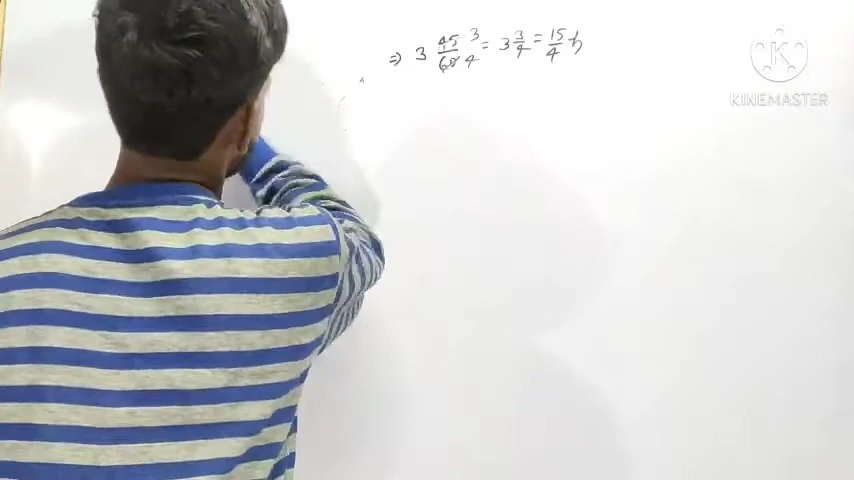 ⇒ 3 45/60 3/4 = 3 3/4 = 15/4 h
KINEMASTER